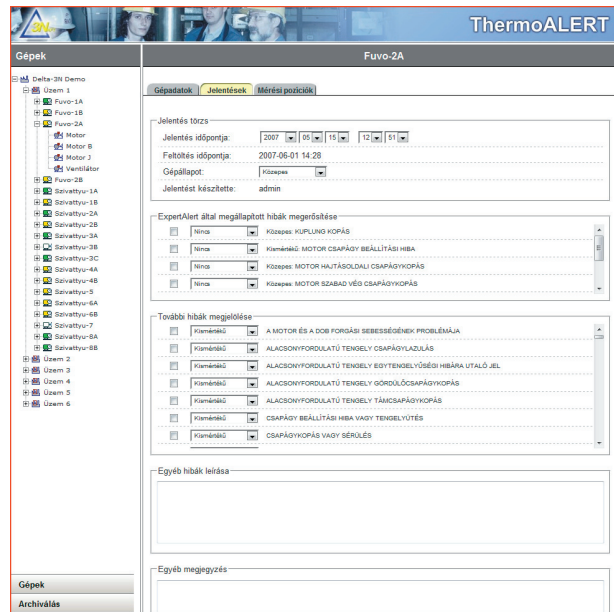 3N
ThermoALERT
Gépek
Fuvo-2A
Delta-3N Demo
Üzem 1
Fuvo-1A
Fuvo-1B
Fuvo-2A
Motor
Motor B
Motor J
Ventilátor
Fuvo-2B
Szivattyu-1A
Szivattyu-1B
Szivattyu-2A
Szivattyu-2B
Szivattyu-3A
Szivattyu-3B
Szivattyu-3C
Szivattyu-4A
Szivattyu-4B
Szivattyu-5
Szivattyu-6A
Szivattyu-6B
Szivattyu-7
Szivattyu-8A
Szivattyu-8B
Üzem 2
Üzem 3
Üzem 4
Üzem 5
Üzem 6
Gépek
Archiválás
Gépadatok Jelentések Mérési pozíciók
Jelentés törzs
Jelentés időpontja: 2007 05 15 12 51
Feltöltés időpontja: 2007-06-01 14:28
Gépállapot: Közepes
Jelentést készítette: admin
ExpertAlert által megállapított hibák megerősítése
Nincs Közepes: KUPLUNG KOPÁS
Nincs Kismértékű: MOTOR CSAPÁGY BEÁLLÍTÁSI HIBA
Nincs Közepes: MOTOR HAJTÁSOLDALI CSAPÁGYKOPÁS
Nincs Közepes: MOTOR SZABAD VÉG CSAPÁGYKOPÁS
További hibák megjelölése
Kismértékű A MOTOR ÉS A DOB FORGÁSI SEBESSÉGÉNEK PROBLÉMÁJA
Kismértékű ALACSONYFORDULATÚ TENGELY CSAPÁGYLAZULÁS
Kismértékű ALACSONYFORDULATÚ TENGELY EGYTENGELYŰSÉGI HIBÁRA UTALÓ JEL
Kismértékű ALACSONYFORDULATÚ TENGELY GÖRDÜLŐCSAPÁGYKOPÁS
Kismértékű ALACSONYFORDULATÚ TENGELY TÁMCSAPÁGYKOPÁS
Kismértékű CSAPÁGY BEÁLLÍTÁSI HIBA VAGY TENGELYÜTÉS
Kismértékű CSAPÁGYKOPÁS VAGY SÉRÜLÉS
Egyéb hibák leírása
Egyéb megjegyzés